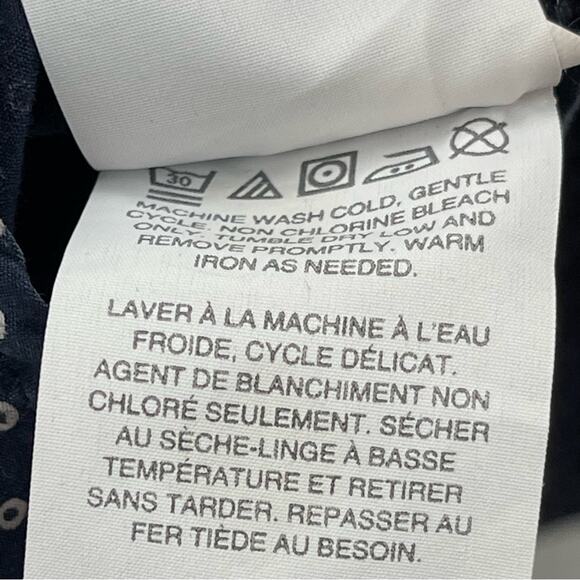 30
MACHINE WASH COLD, GENTLE
CYCLE. NON CHLORINE BLEACH
ONLY. TUMBLE DRY LOW AND
REMOVE PROMPTLY. WARM
IRON AS NEEDED.
LAVER À LA MACHINE À L'EAU
FROIDE, CYCLE DÉLICAT.
AGENT DE BLANCHIMENT NON
CHLORÉ SEULEMENT. SÉCHER
AU SÈCHE-LINGE À BASSE
TEMPÉRATURE ET RETIRER
SANS TARDER. REPASSER AU
FER TIÈDE AU BESOIN.